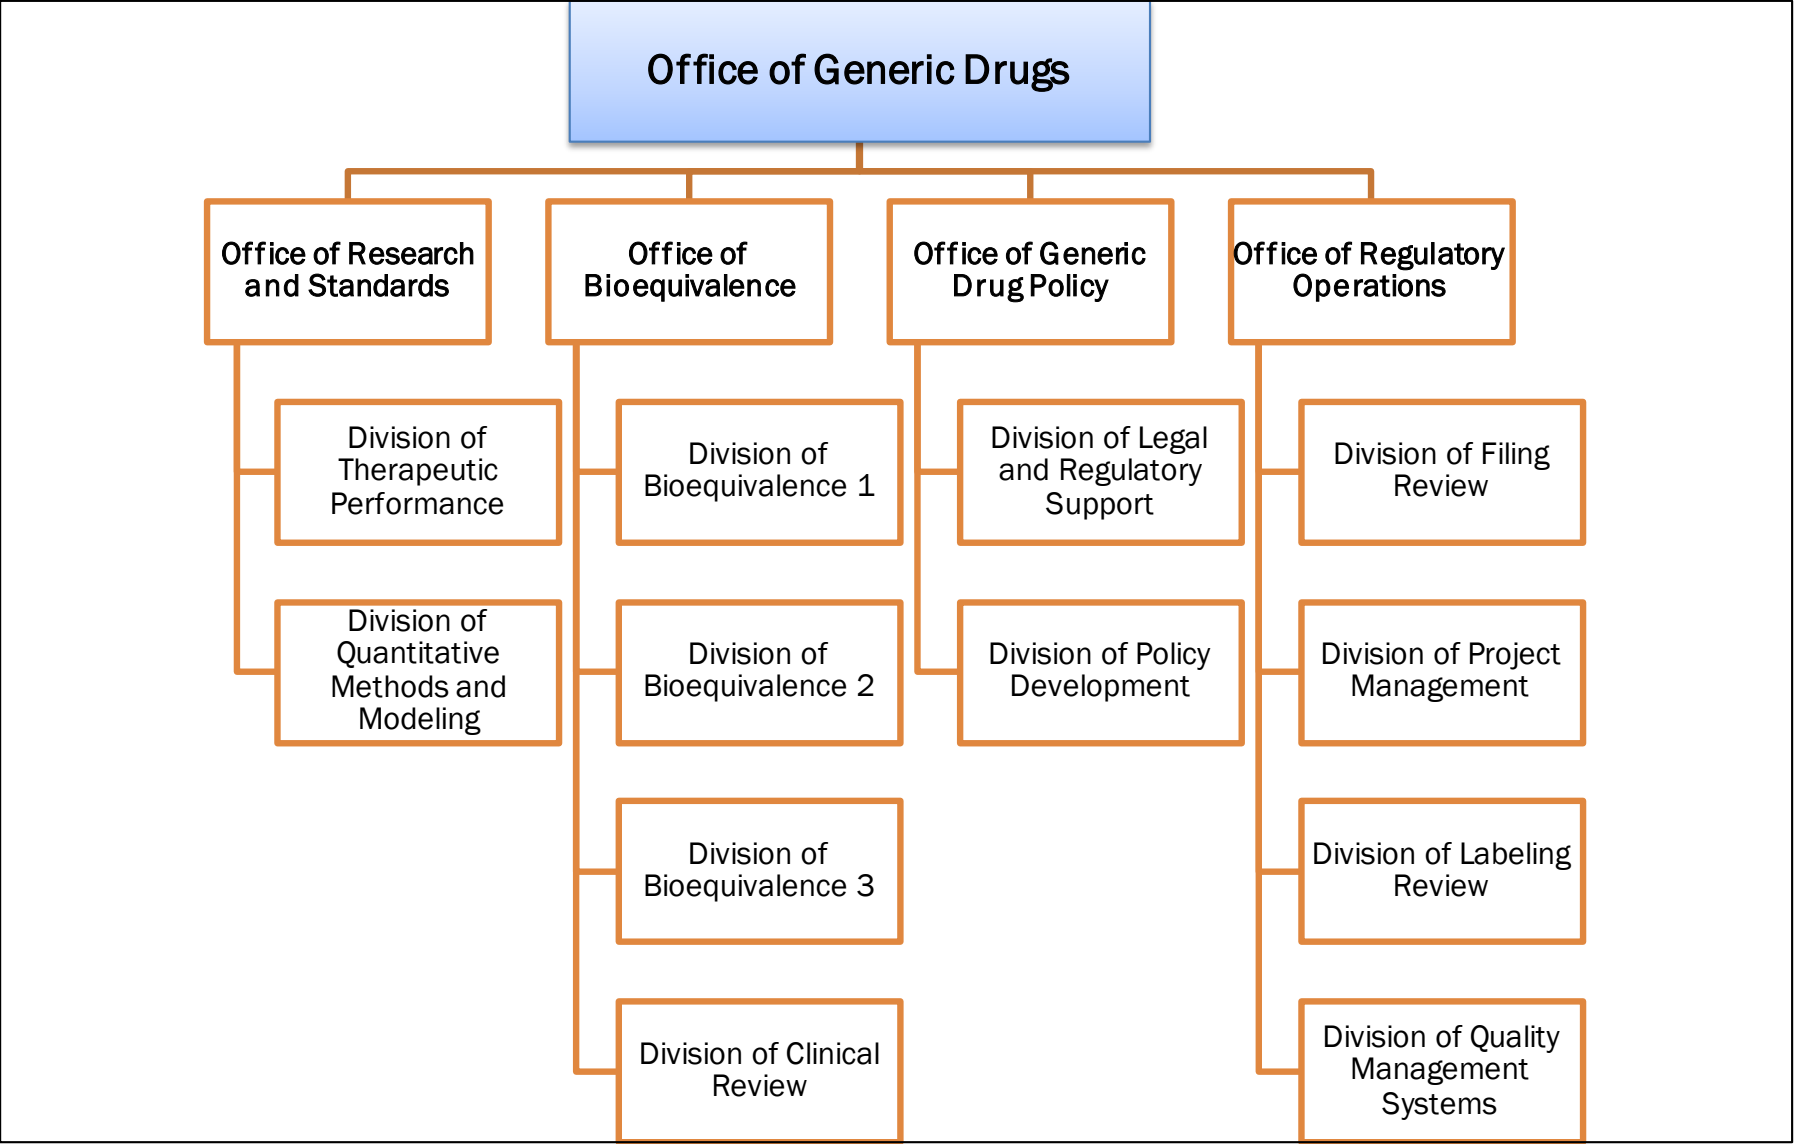 Office of Generic Drugs
Office of Research
and Standards
Office of
Bioequivalence
Office of Generic
Drug Policy
Office of Regulatory
Operations
Division of
Therapeutic
Performance
Division of
Quantitative
Methods and
Modeling
Division of
Bioequivalence 1
Division of
Bioequivalence 2
Division of
Bioequivalence 3
Division of Clinical
Review
Division of Legal
and Regulatory
Support
Division of Policy
Development
Division of Filing
Review
Division of Project
Management
Division of Labeling
Review
Division of Quality
Management
Systems